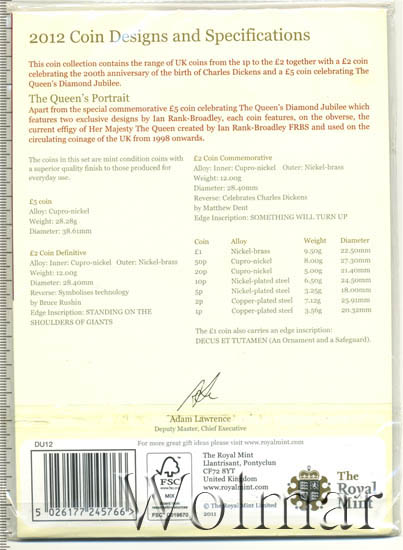 2012 Coin Designs and Specifications
This coin collection contains the range of UK coins from the 1p to the £2 together with a £2 coin
celebrating the 200th anniversary of the birth of Charles Dickens and a £5 coin celebrating The
Queen's Diamond Jubilee.
The Queen's Portrait
Apart from the special commemorative £5 coin celebrating The Queen's Diamond Jubilee which
features two exclusive designs by Ian Rank-Broadley, each coin features, on the obverse, the
current effigy of Her Majesty The Queen created by Ian Rank-Broadley FRBS and used on the
circulating coinage of the UK from 1998 onwards.
The coins in this set are mint condition coins with
a superior quality finish to those produced for
everyday use.
£5 coin
Alloy: Cupro-nickel
Weight: 28.28g
Diameter: 38.61mm
£2 Coin Definitive
Alloy: Inner: Cupro-nickel Outer: Nickel-brass
Weight: 12.00g
Diameter: 28.40mm
Reverse: Symbolises technology
by Bruce Rushin
Edge Inscription: STANDING ON THE
SHOULDERS OF GIANTS
£2 Coin Commemorative
Alloy: Inner: Cupro-nickel Outer: Nickel-brass
Weight: 12.00g
Diameter: 28.40mm
Reverse: Celebrates Charles Dickens
by Matthew Dent
Edge Inscription: SOMETHING WILL TURN UP
Coin Alloy Weight Diameter
£1 Nickel-brass 9.50g 22.50mm
50p Cupro-nickel 8.00g 27.30mm
20p Cupro-nickel 5.00g 21.40mm
10p Nickel-plated steel 6.50g 24.50mm
5p Nickel-plated steel 3.25g 18.00mm
2p Copper-plated steel 7.12g 25.91mm
1p Copper-plated steel 3.56g 20.32mm
The £1 coin also carries an edge inscription:
DECUS ET TUTAMEN (An Ornament and a Safeguard).
Adam Lawrence
Deputy Master, Chief Executive
For more great gift ideas please visit www.royalmint.com
DU12
5 026177 245766
FSC
MIX
The Royal Mint
Llantrisant, Pontyclun
CF72 8YT
United Kingdom
www.royalmint.com
© The Royal Mint Limited
2011
The
Royal
Mint
Wolmar